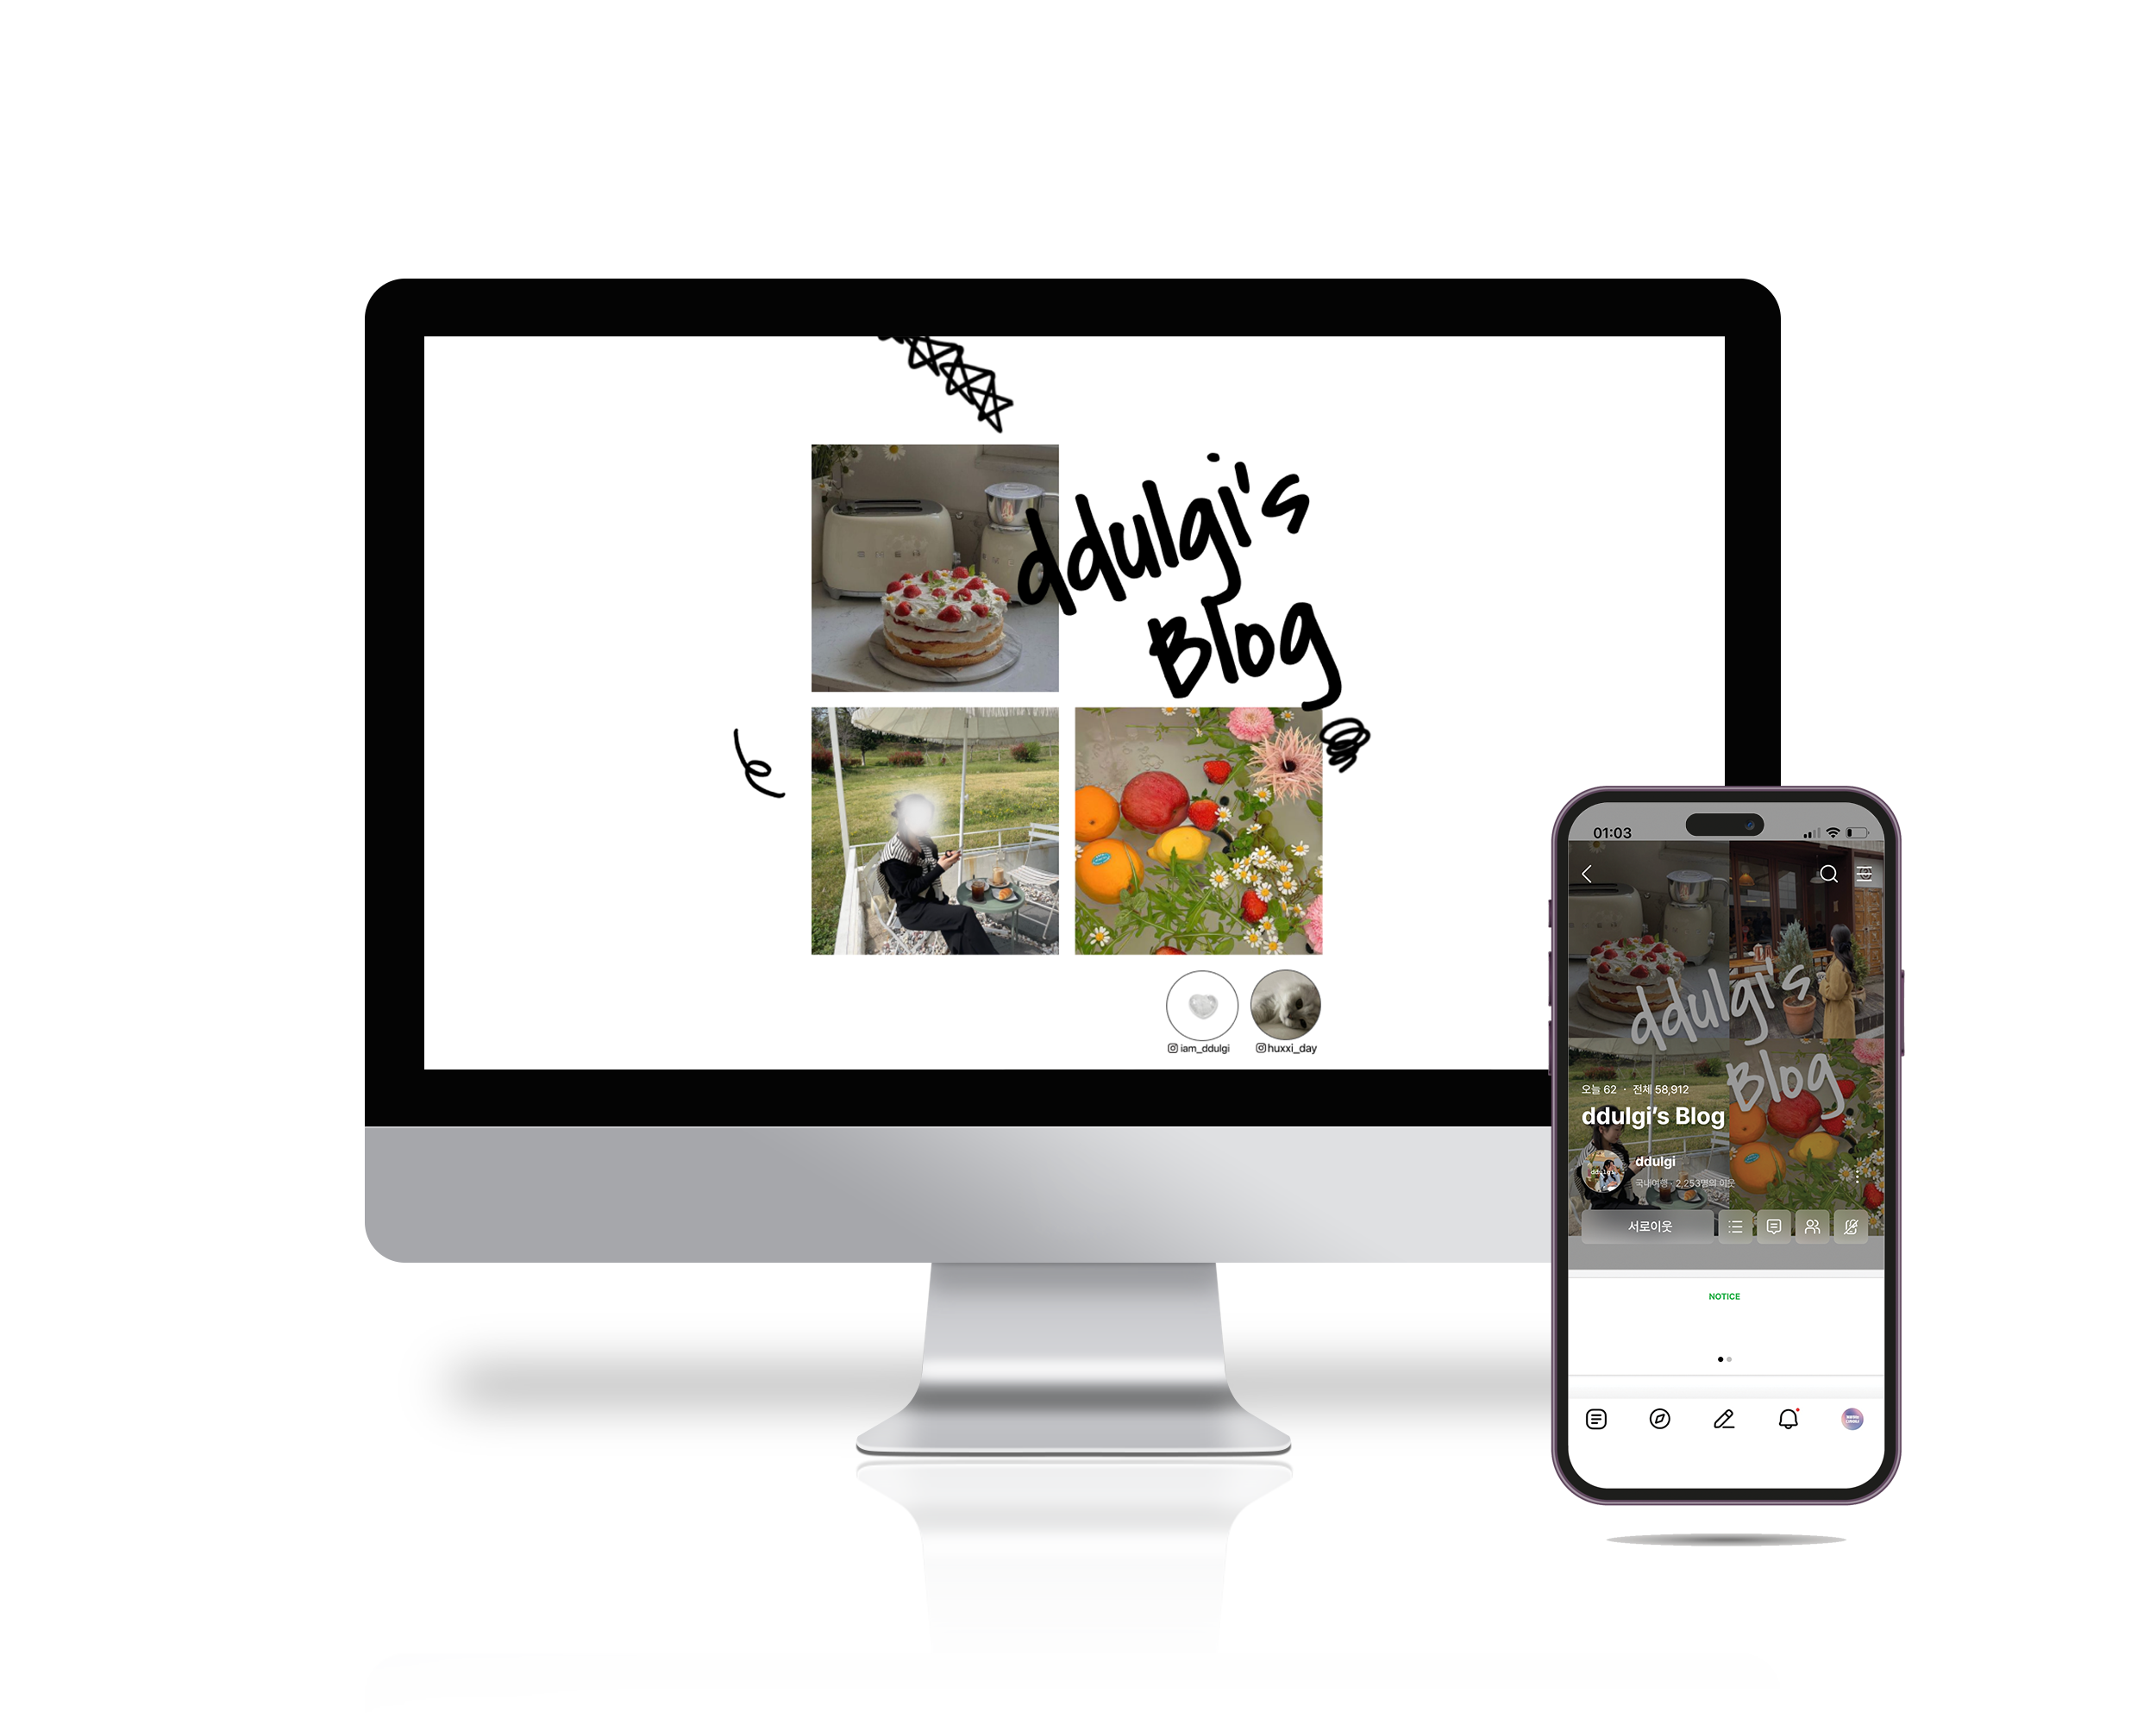 ddulgi's
Blog
iam_ddulgi
huxxi_day
01:03
ddulgi's
Blog
오늘 62 · 전체 58,912
ddulgi's Blog
ddulgi
국내여행 · 2,253명의 이웃
서로이웃
NOTICE